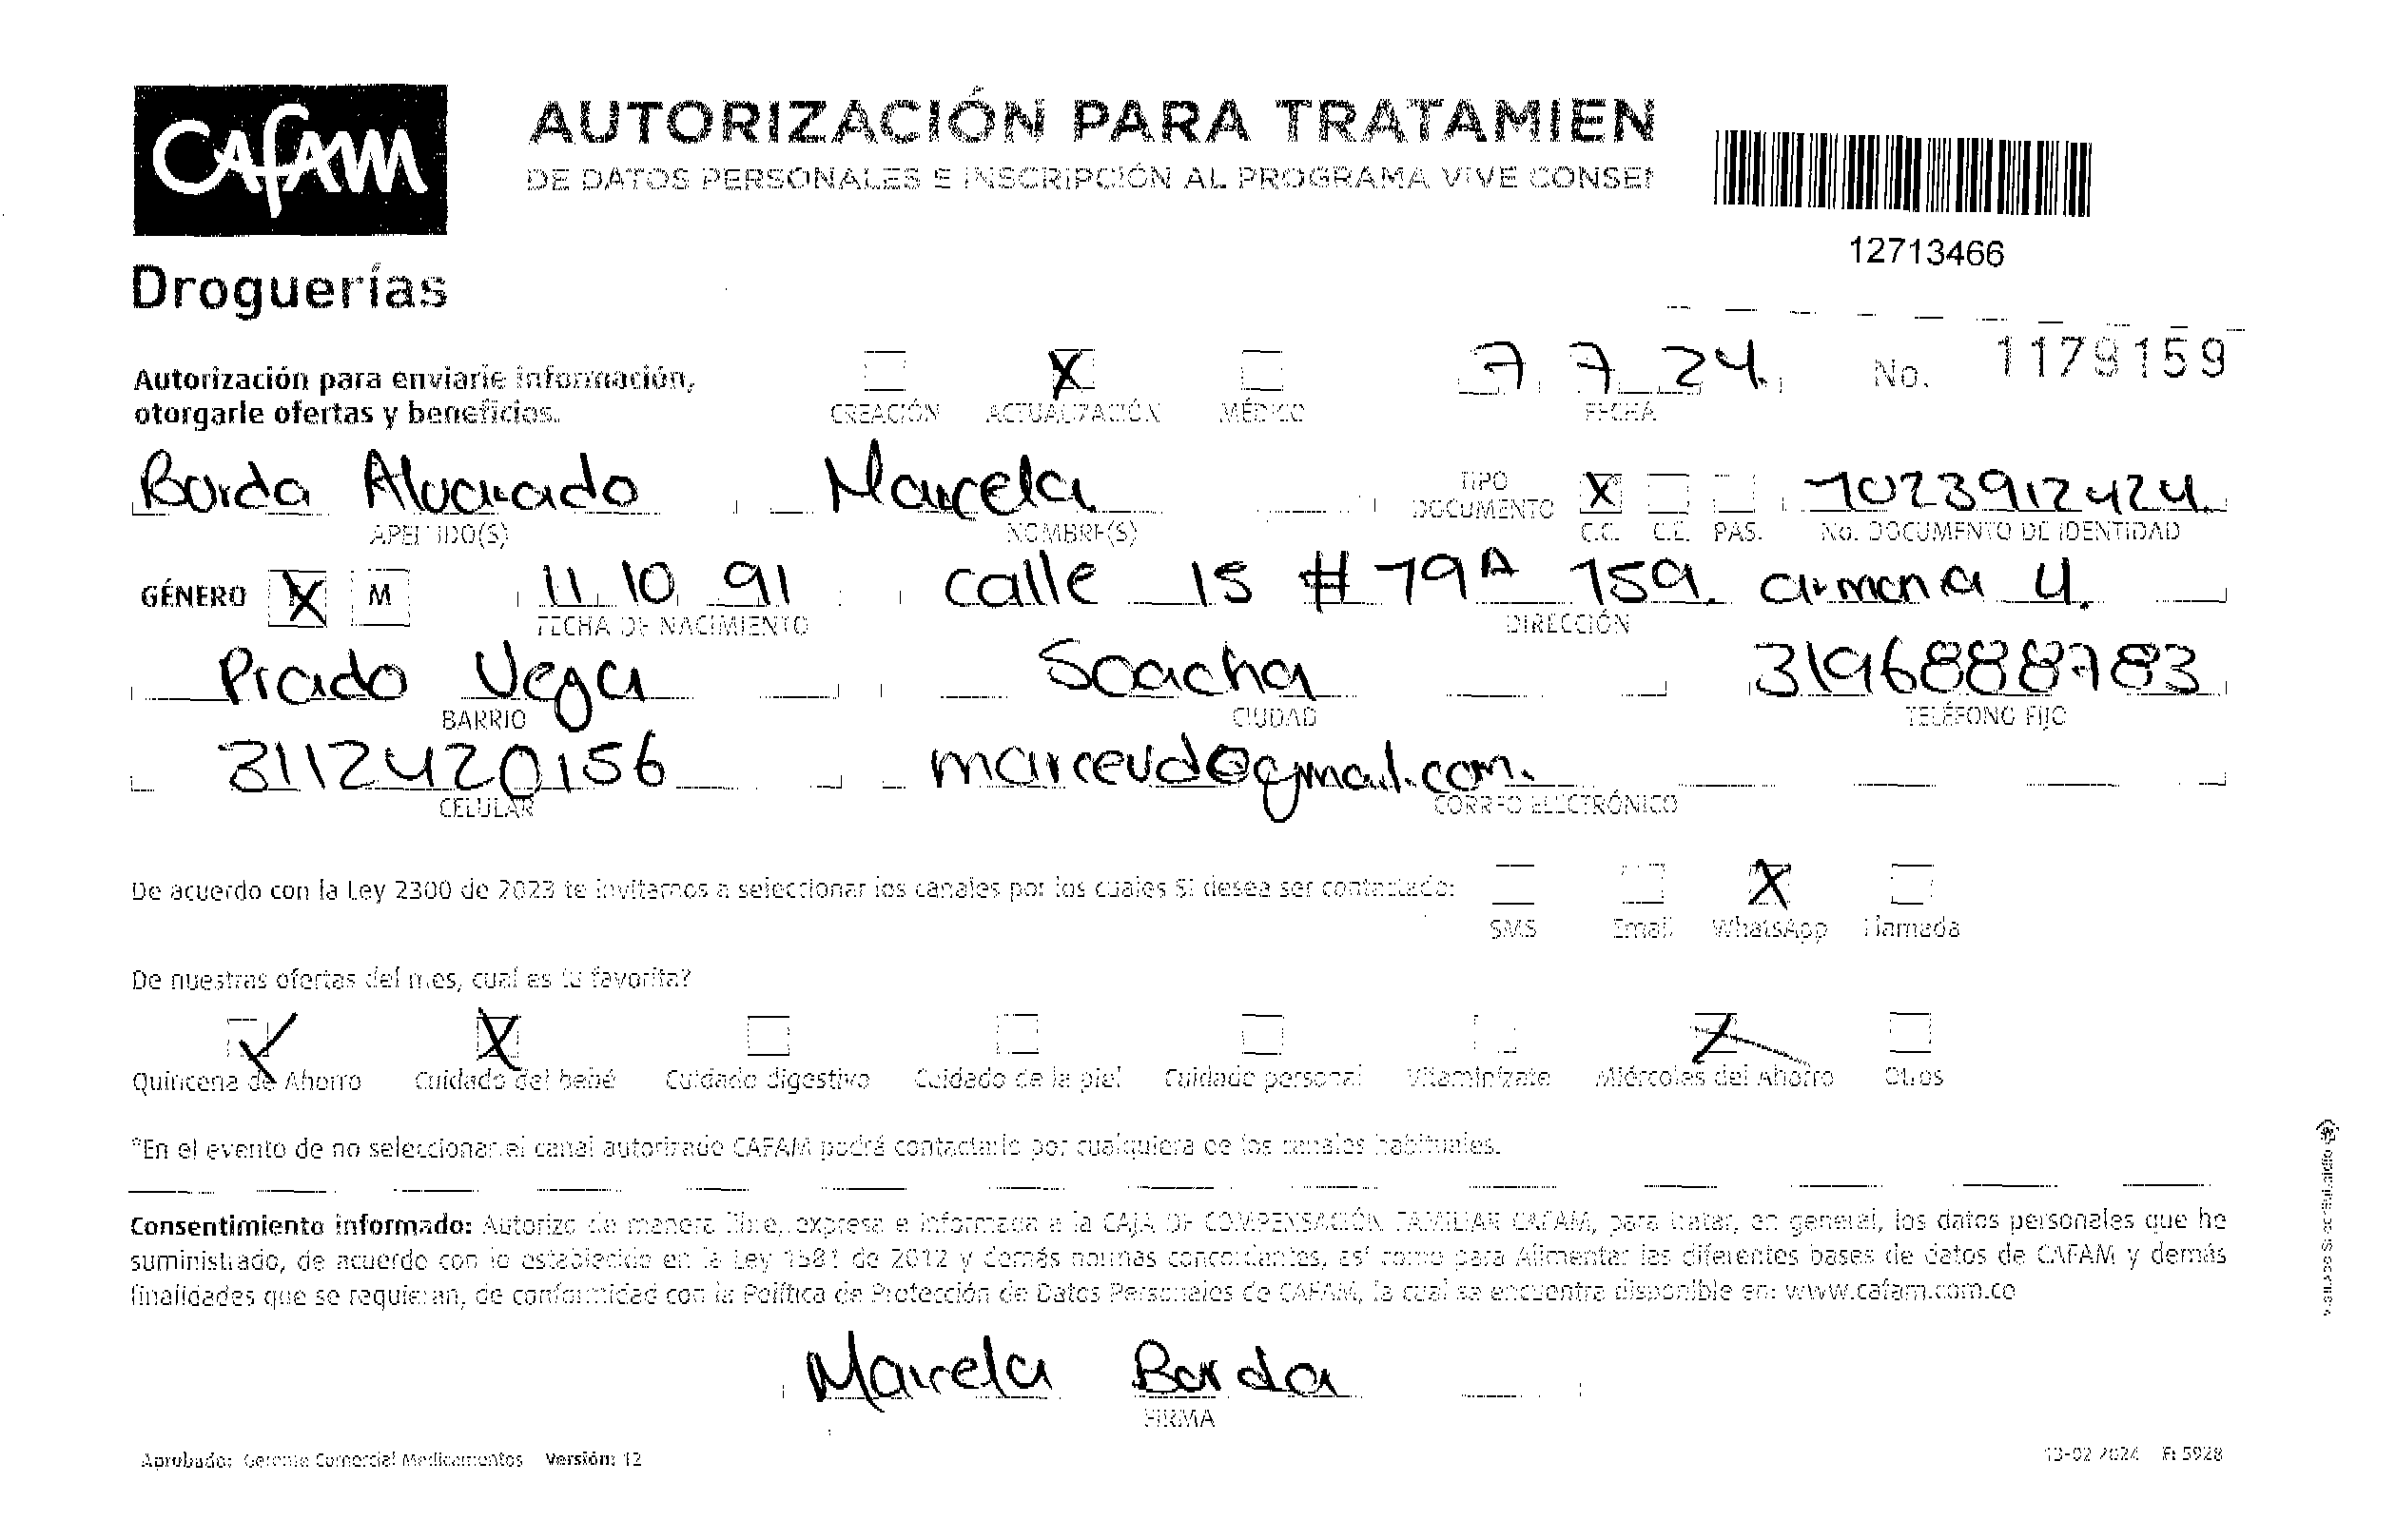 CAFAM
Droguerías
AUTORIZACIÓN PARA TRATAMIEN
DE DATOS PERSONALES E INSCRIPCIÓN AL PROGRAMA VIVE CONSE
12713466
Autorización para enviarle información,
otorgarle ofertas y beneficios.
CREACIÓN X ACTUALIZACIÓN MÉDICO
7 7 24. FECHA
No. 1179159
Borda Alvarado Marcela X 1023912424.
APELLIDO(S) NOMBRE(S) TIPO DOCUMENTO C.C. C.E. PAS. No. DOCUMENTO DE IDENTIDAD
GÉNERO X M 11 10 91 calle 15 # 79A 159. armonia 4.
FECHA DE NACIMIENTO DIRECCIÓN
Prado Vega Soacha 3196888783
BARRIO CIUDAD TELÉFONO FIJO
3112420156 marcevd@gmail.com.
CELULAR CORREO ELECTRÓNICO
De acuerdo con la Ley 2300 de 2023 te invitamos a seleccionar los canales por los cuales SI desea ser contactado: X
SMS Email WhatsApp Llamada
De nuestras ofertas del mes, cual es tu favorita?
X
Quincena de Ahorro Cuidado del bebé Cuidado digestivo Cuidado de la piel Cuidado personal Vitamínizate Miércoles del Ahorro Otros
*En el evento de no seleccionar el canal autorizado CAFAM podrá contactarlo por cualquiera de los canales habituales.
Consentimiento informado: Autorizo de manera libre, expresa e informada a la CAJA DE COMPENSACIÓN FAMILIAR CAFAM, para tratar, en general, los datos personales que he
suministrado, de acuerdo con lo establecido en la Ley 1581 de 2012 y demás normas concordantes, así como para Alimentar las diferentes bases de datos de CAFAM y demás
finalidades que se requieran, de conformidad con la Política de Protección de Datos Personales de CAFAM, la cual se encuentra disponible en: www.cafam.com.co
Marcela Borda
FIRMA
Aprobado: Gerente Comercial Medicamentos Versión: 12
13-02 2024 Ft 5928